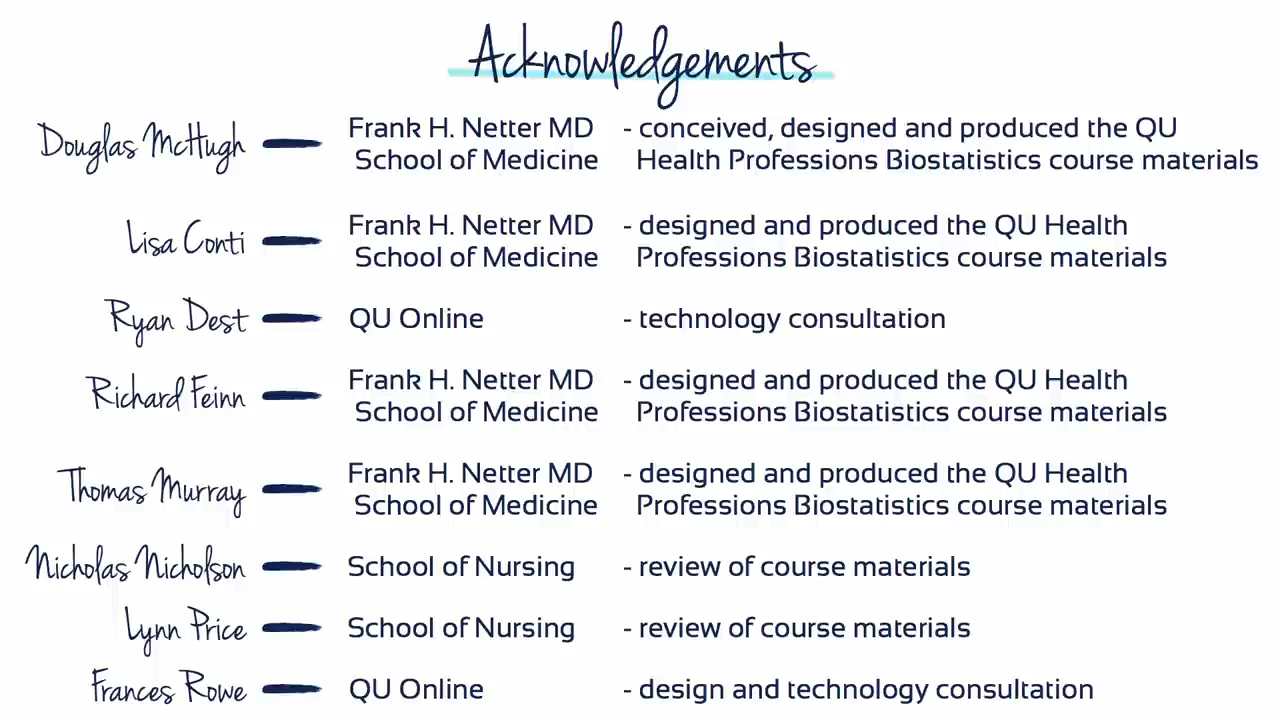 Acknowledgements
Douglas McHugh — Frank H. Netter MD - conceived, designed and produced the QU
School of Medicine Health Professions Biostatistics course materials
Lisa Conti — Frank H. Netter MD - designed and produced the QU Health
School of Medicine Professions Biostatistics course materials
Ryan Dest — QU Online - technology consultation
Richard Feinn — Frank H. Netter MD - designed and produced the QU Health
School of Medicine Professions Biostatistics course materials
Thomas Murray — Frank H. Netter MD - designed and produced the QU Health
School of Medicine Professions Biostatistics course materials
Nicholas Nicholson — School of Nursing - review of course materials
Lynn Price — School of Nursing - review of course materials
Frances Rowe — QU Online - design and technology consultation